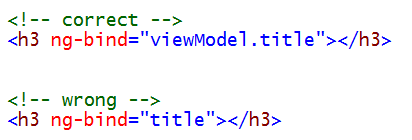 <!-- correct -->
<h3 ng-bind="viewModel.title"></h3>
<!-- wrong -->
<h3 ng-bind="title"></h3>